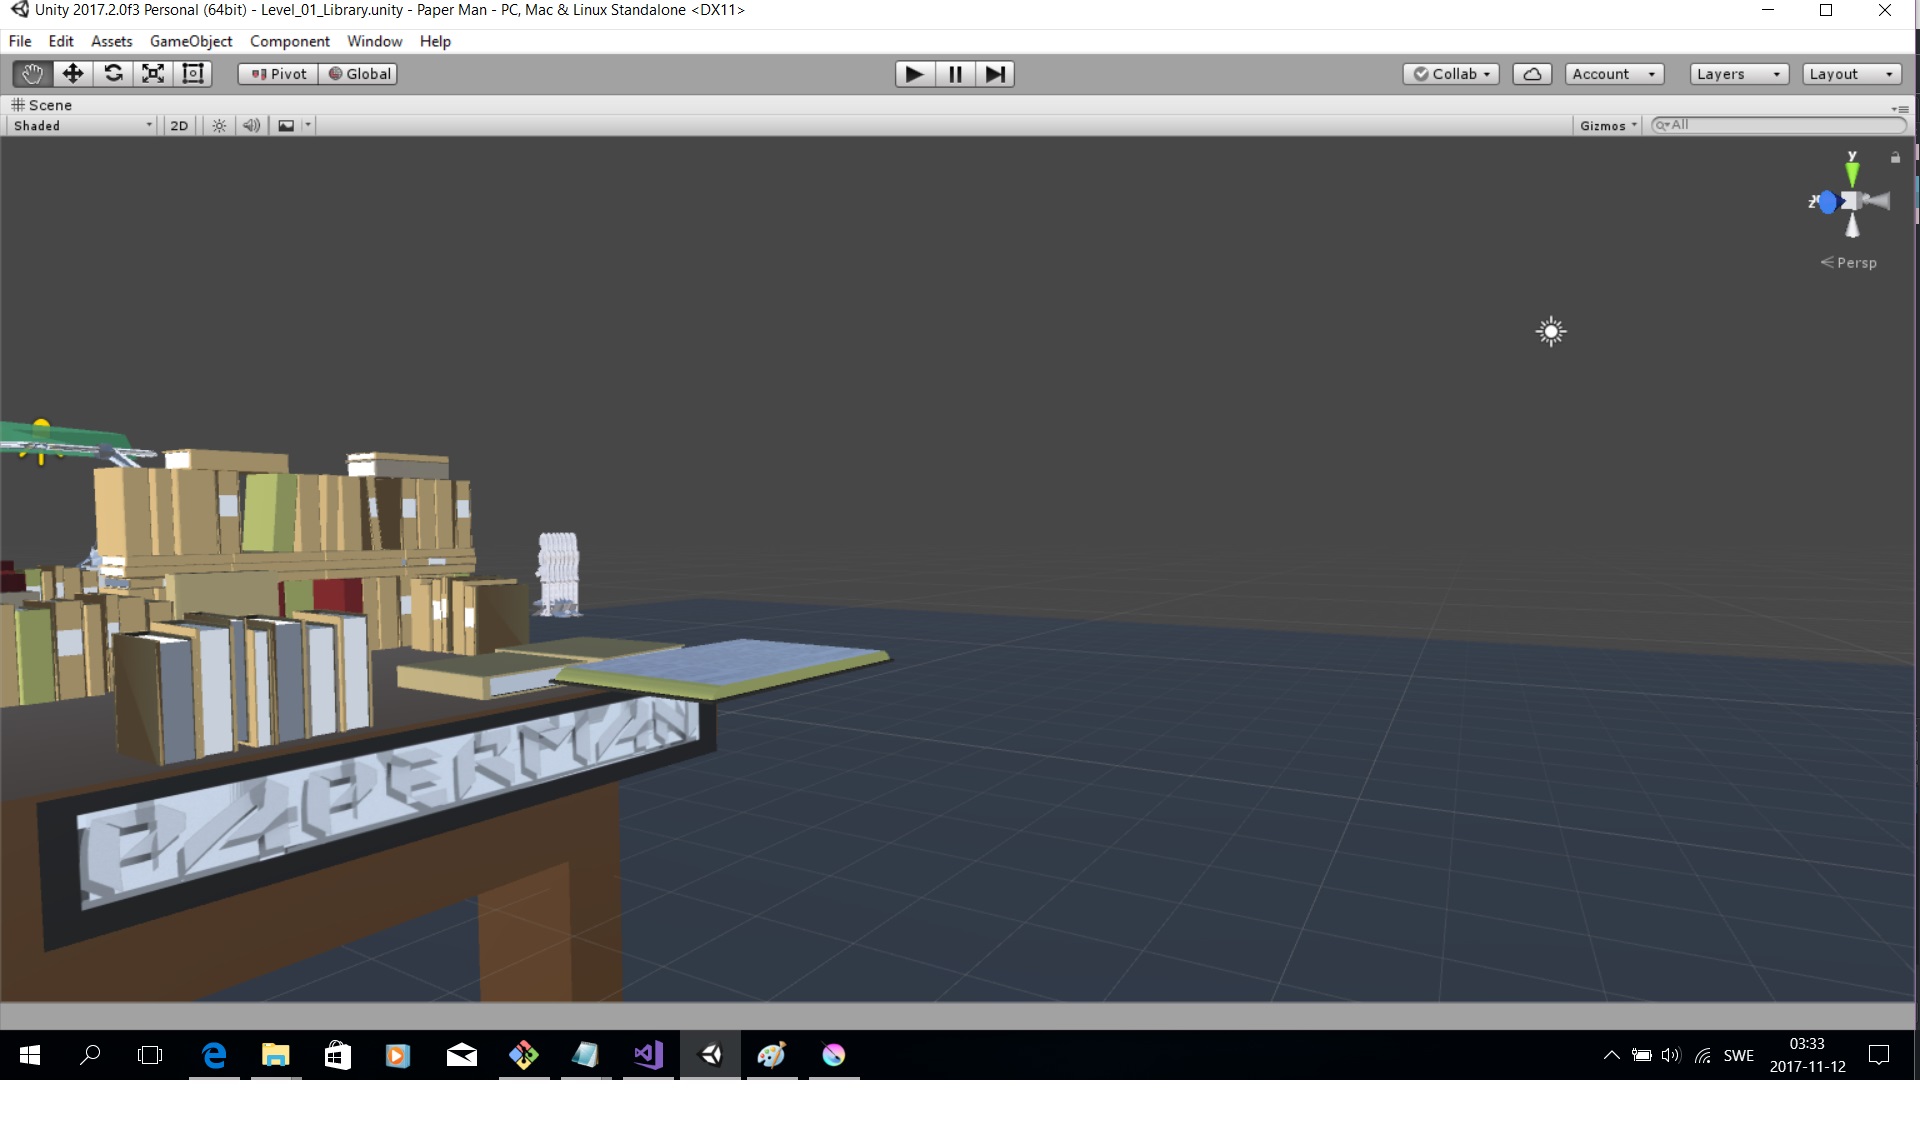 Unity 2017.2.0f3 Personal (64bit) - Level_01_Library.unity - Paper Man - PC, Mac & Linux Standalone <DX11>
File Edit Assets GameObject Component Window Help
Pivot Global Collab Account Layers Layout
Scene
Shaded 2D Gizmos All
y
z
Persp
PAPERMAN
SWE
03:33
2017-11-12